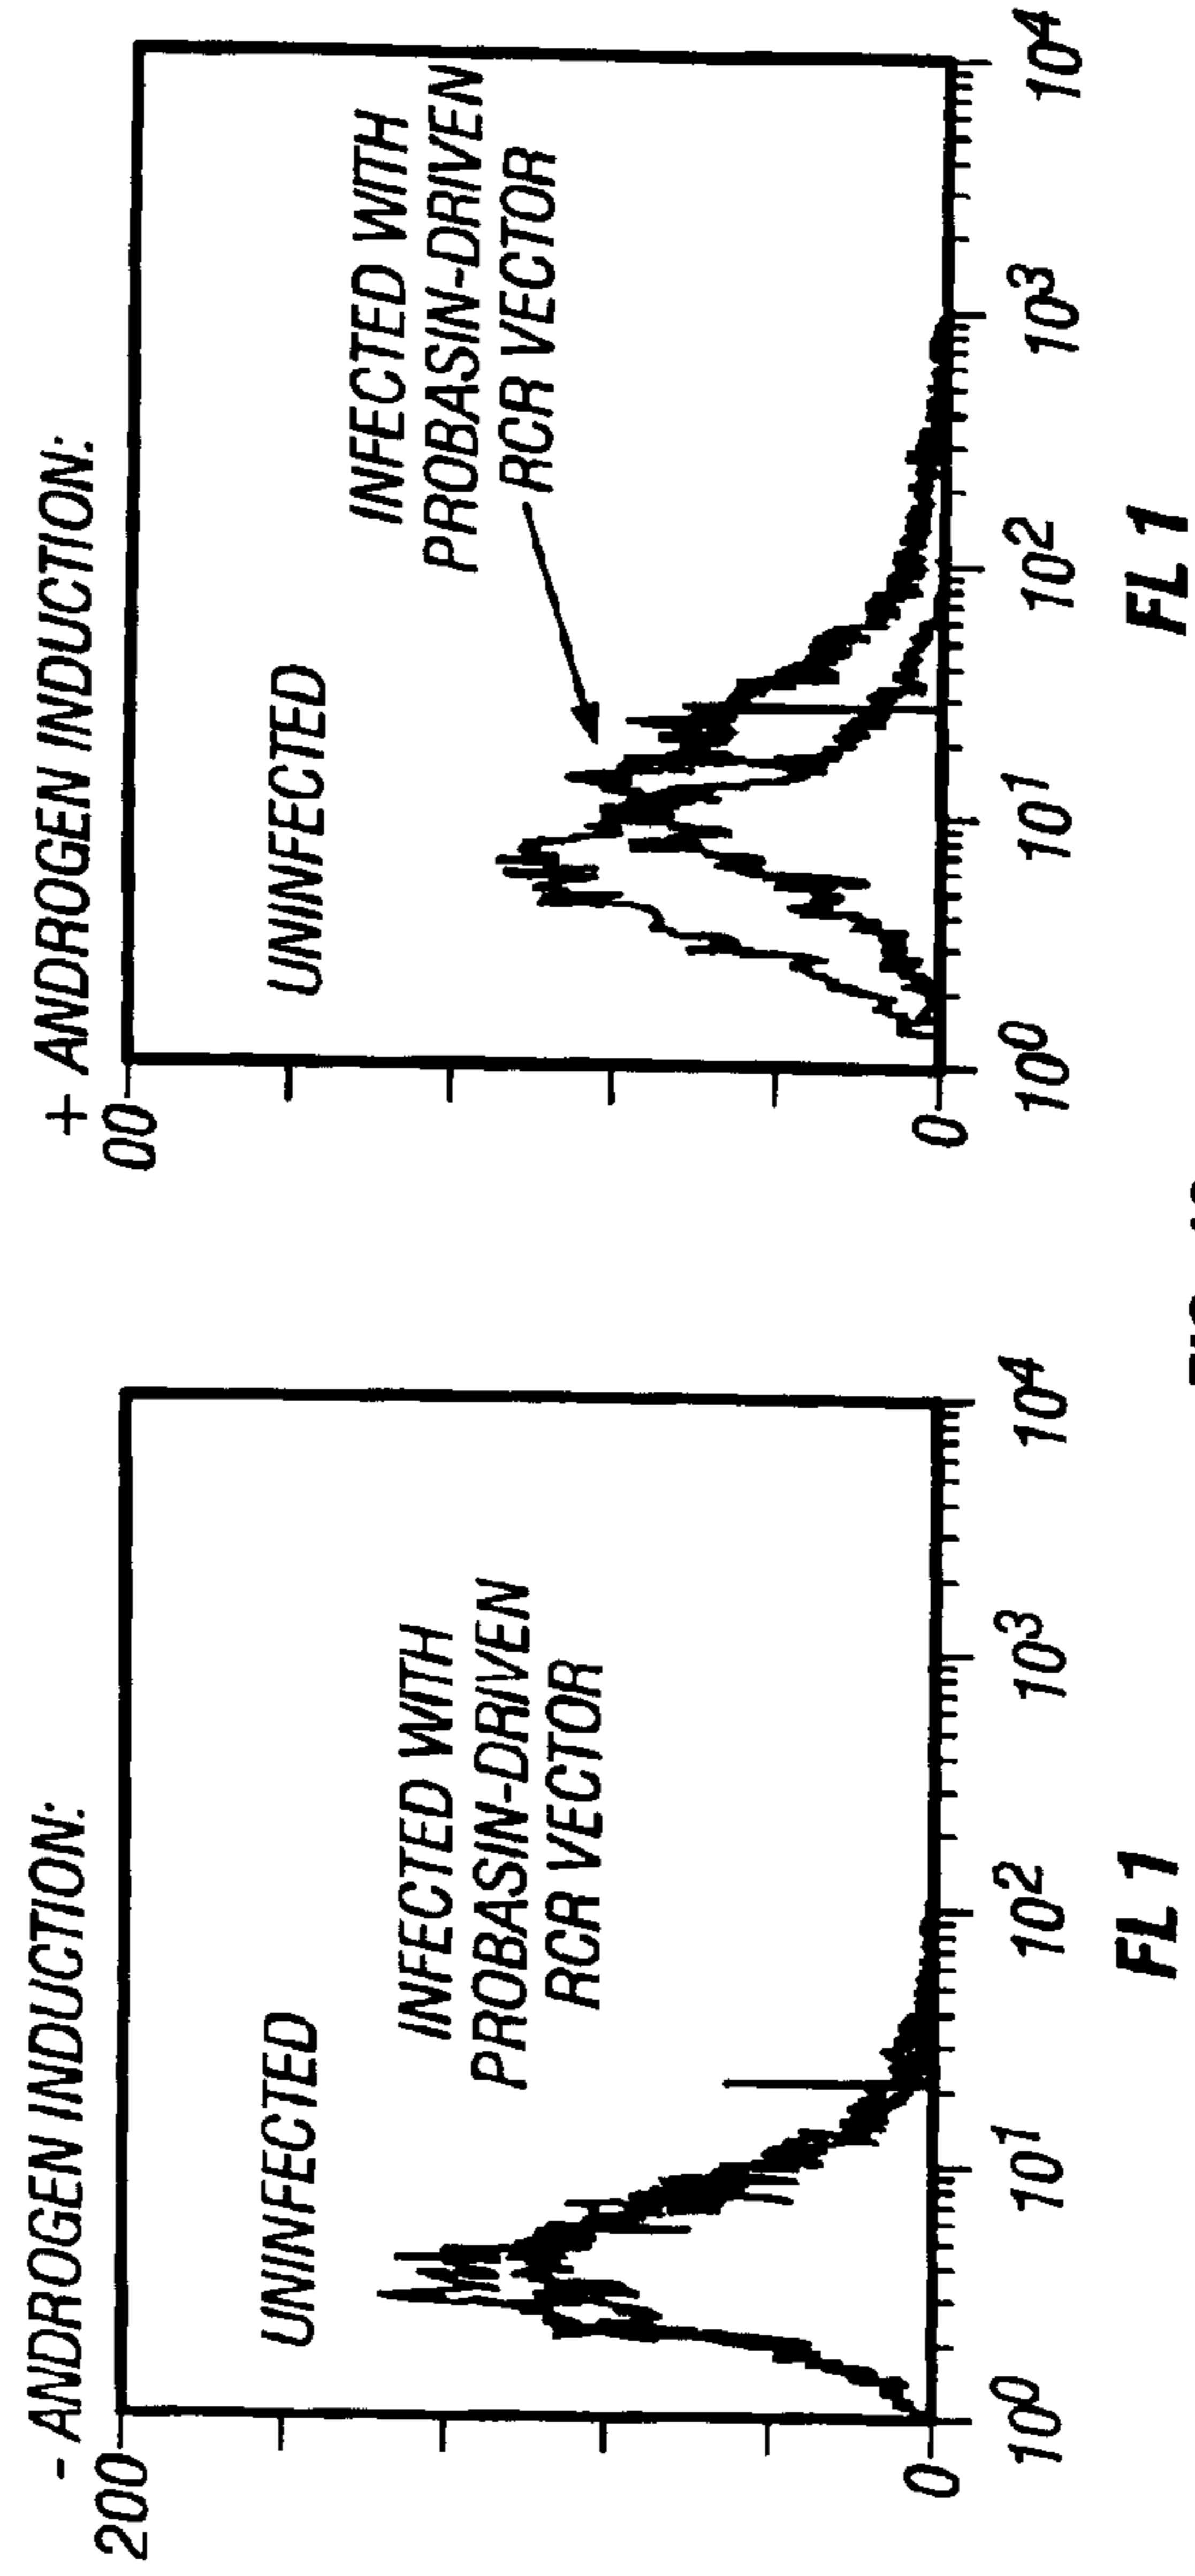 - ANDROGEN INDUCTION:
200
UNINFECTED
INFECTED WITH
PROBASIN-DRIVEN
RCR VECTOR
0
10⁰ 10¹ 10² 10³ 10⁴
FL 1
+ ANDROGEN INDUCTION:
00
UNINFECTED
INFECTED WITH
PROBASIN-DRIVEN
RCR VECTOR
0
10⁰ 10¹ 10² 10³ 10⁴
FL 1